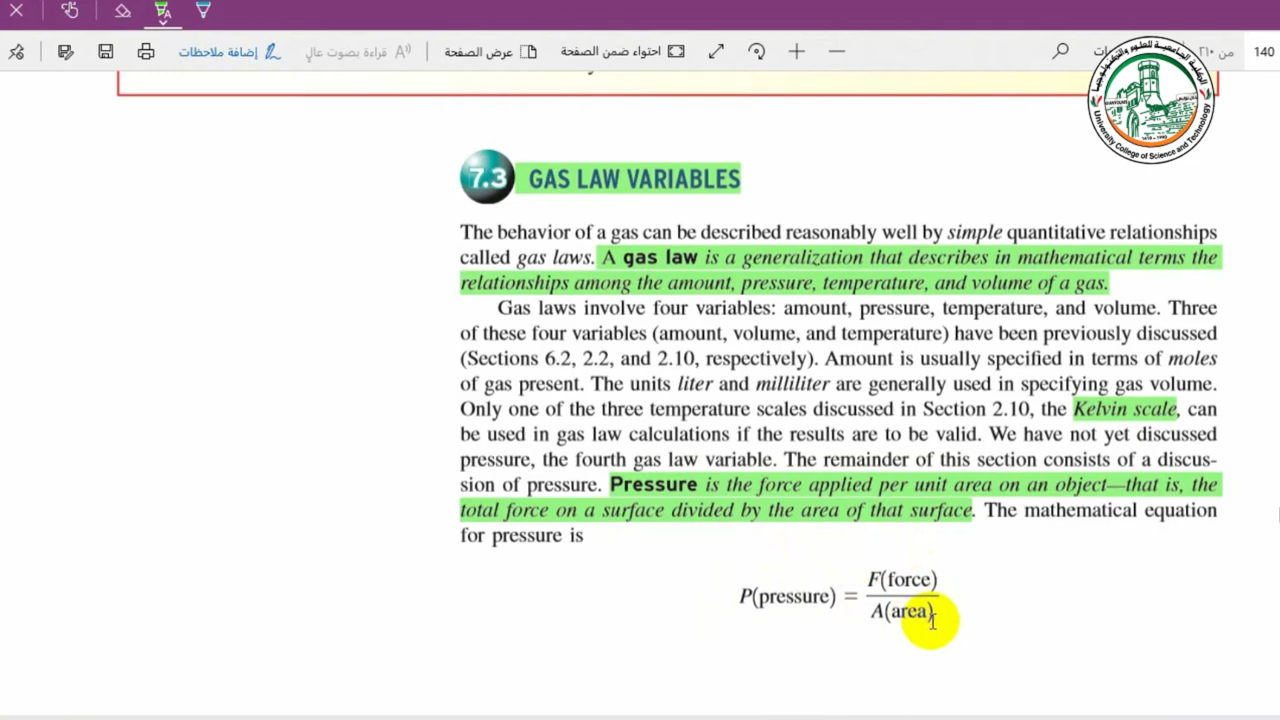 إضافة ملاحظات
قراءة بصوت عالٍ
عرض الصفحة
احتواء ضمن الصفحة
من ٦١٠
140
University College of Science and Technology
7.3 GAS LAW VARIABLES
The behavior of a gas can be described reasonably well by simple quantitative relationships
called gas laws. A gas law is a generalization that describes in mathematical terms the
relationships among the amount, pressure, temperature, and volume of a gas.
Gas laws involve four variables: amount, pressure, temperature, and volume. Three
of these four variables (amount, volume, and temperature) have been previously discussed
(Sections 6.2, 2.2, and 2.10, respectively). Amount is usually specified in terms of moles
of gas present. The units liter and milliliter are generally used in specifying gas volume.
Only one of the three temperature scales discussed in Section 2.10, the Kelvin scale, can
be used in gas law calculations if the results are to be valid. We have not yet discussed
pressure, the fourth gas law variable. The remainder of this section consists of a discus-
sion of pressure. Pressure is the force applied per unit area on an object—that is, the
total force on a surface divided by the area of that surface. The mathematical equation
for pressure is
P(pressure) = F(force)
A(area)